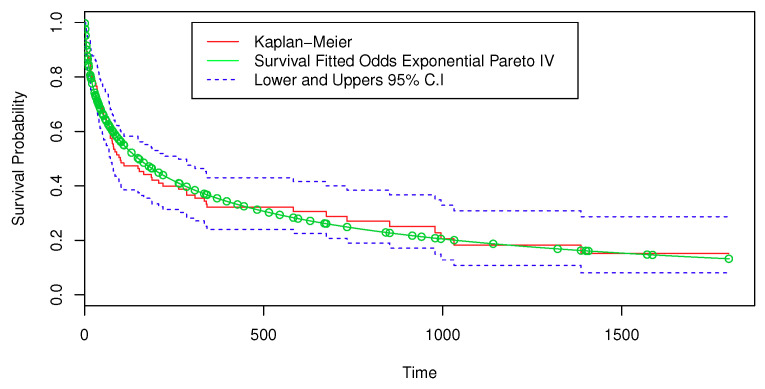 Kaplan−Meier
Survival Fitted Odds Exponential Pareto IV
Lower and Uppers 95% C.I
Survival Probability
1.0
0.8
0.6
0.4
0.2
0.0
0 500 1000 1500
Time